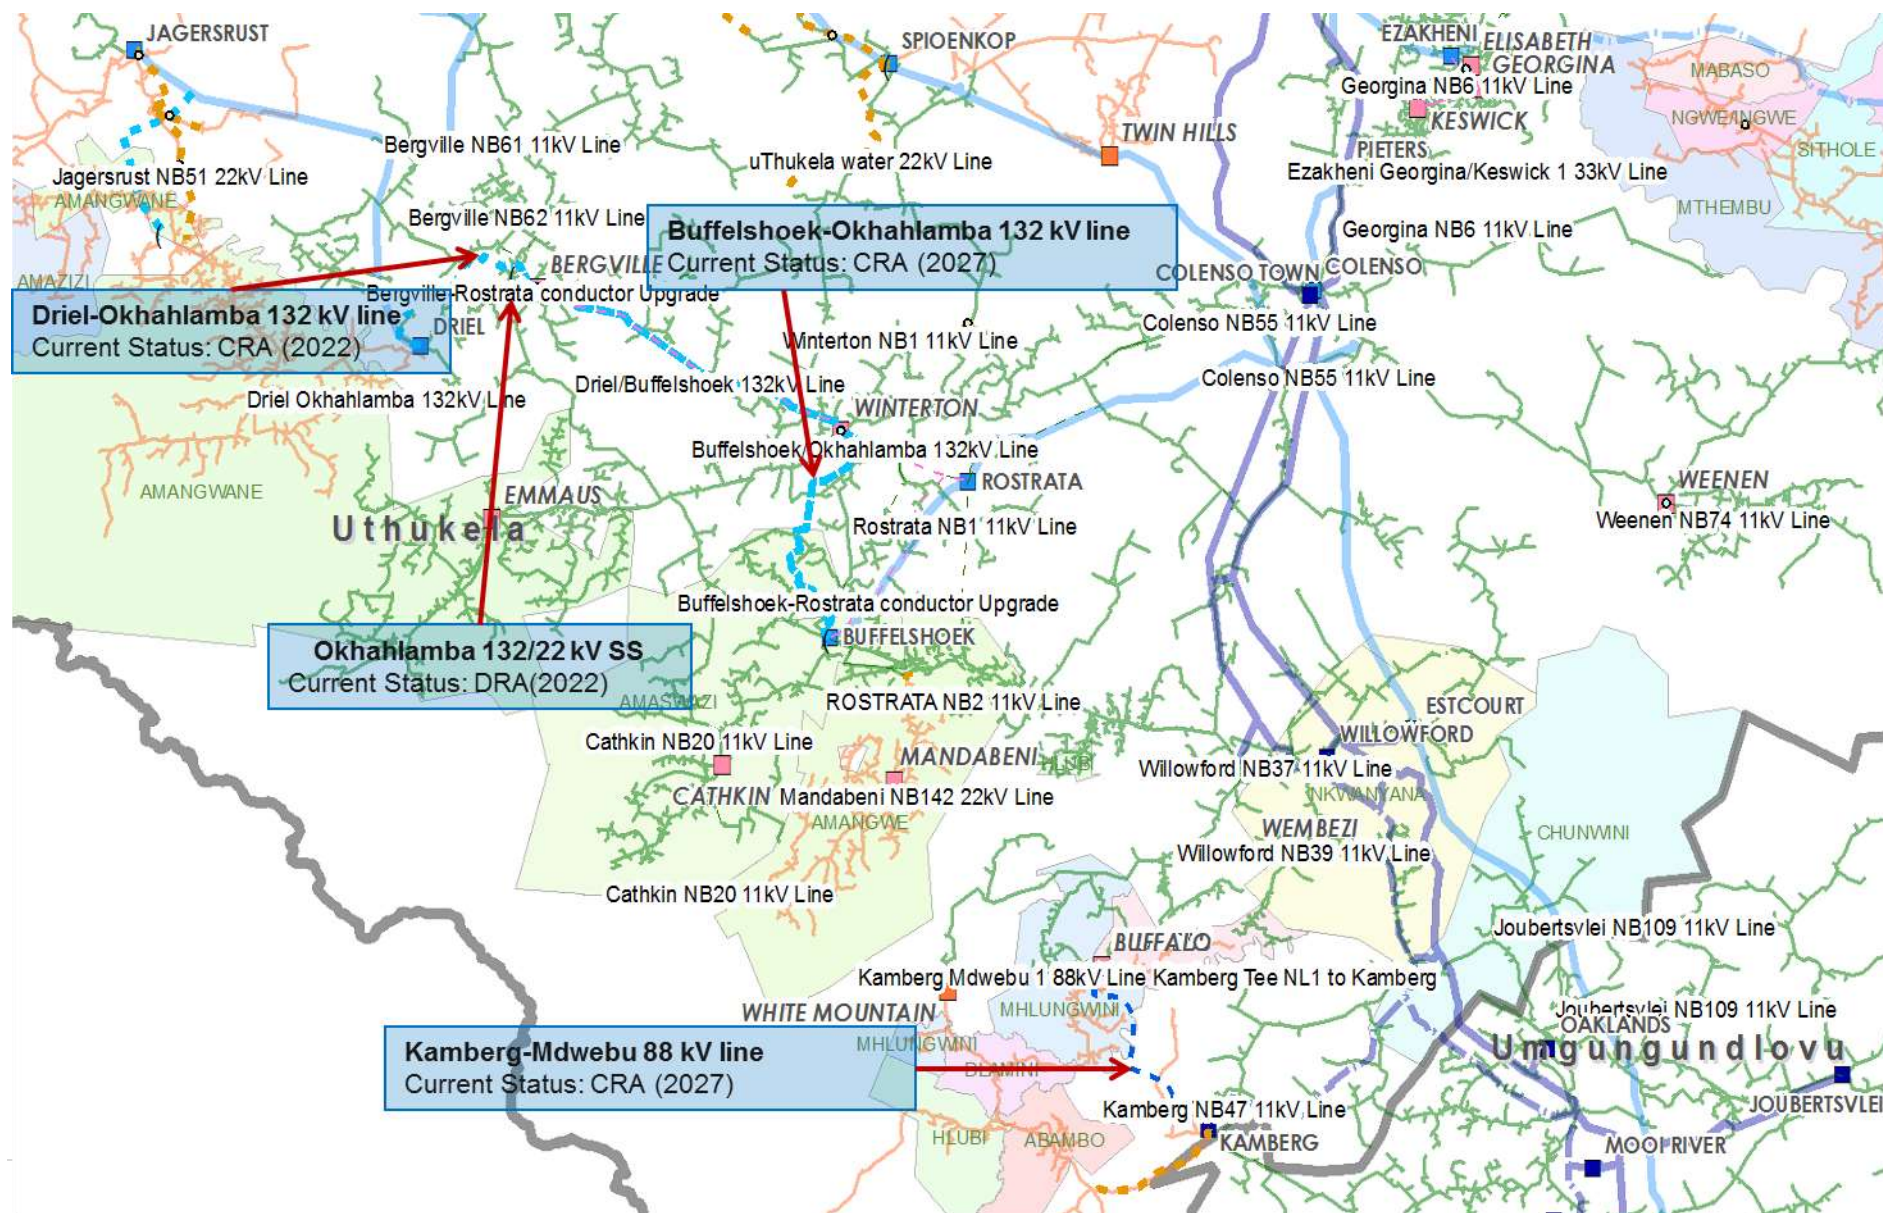 JAGERSRUST
SPIOENKOP
EZAKHENI
ELISABETH
GEORGINA
MABASO
Georgina NB6 11kV Line
KESWICK
NGWENGWE
TWIN HILLS
Bergville NB61 11kV Line
PIETERS
SITHOLE
uThukela water 22kV Line
Jagersrust NB51 22kV Line
Ezakheni Georgina/Keswick 1 33kV Line
AMANGWANE
MTHEMBU
Bergville NB62 11kV Line
Buffelshoek-Okhahlamba 132 kV line
Current Status: CRA (2027)
Georgina NB6 11kV Line
BERGVILLE
COLENSO TOWN
COLENSO
AMAZIZI
Bergville-Rostrata conductor Upgrade
Driel-Okhahlamba 132 kV line
Current Status: CRA (2022)
DRIEL
Colenso NB55 11kV Line
Winterton NB1 11kV Line
Driel/Buffelshoek 132kV Line
Colenso NB55 11kV Line
Driel Okhahlamba 132kV Line
WINTERTON
Buffelshoek/Okhahlamba 132kV Line
ROSTRATA
WEENEN
AMANGWANE
EMMAUS
Uthukela
Rostrata NB1 11kV Line
Weenen NB74 11kV Line
Buffelshoek-Rostrata conductor Upgrade
BUFFELSHOEK
Okhahlamba 132/22 kV SS
Current Status: DRA(2022)
AMASWAZI
ROSTRATA NB2 11kV Line
ESTCOURT
WILLOWFORD
Cathkin NB20 11kV Line
MANDABENI
HLUBI
Willowford NB37 11kV Line
CATHKIN
Mandabeni NB142 22kV Line
NKWANYANA
AMANGWE
WEMBEZI
CHUNWINI
Willowford NB39 11kV Line
Cathkin NB20 11kV Line
Joubertsvlei NB109 11kV Line
BUFFALO
Kamberg Mdwebu 1 88kV Line Kamberg Tee NL1 to Kamberg
WHITE MOUNTAIN
MHLUNGWINI
Joubertsvlei NB109 11kV Line
OAKLANDS
Umgungundlovu
MHLUNGWINI
Kamberg-Mdwebu 88 kV line
Current Status: CRA (2027)
DLAMINI
Kamberg NB47 11kV Line
JOUBERTSVLEI
HLUBI
ABAMBO
KAMBERG
MOOI RIVER